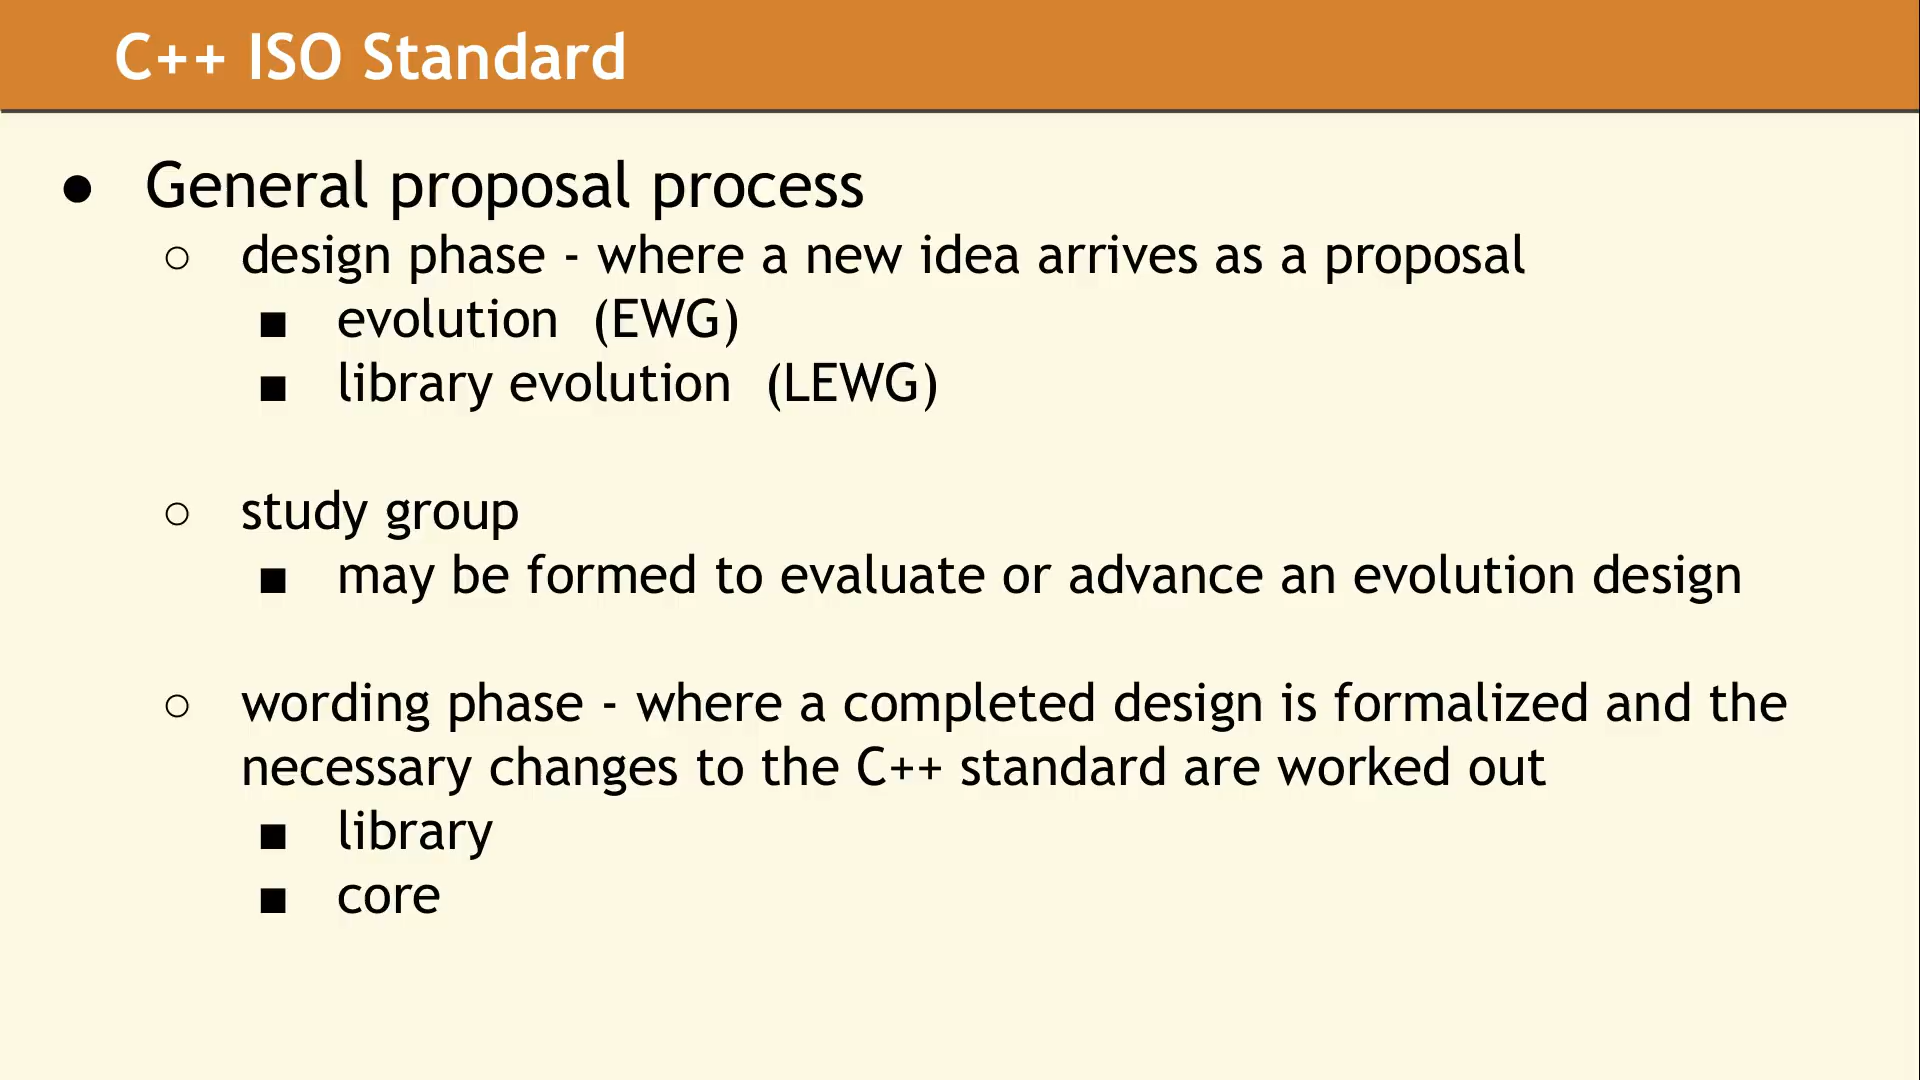 C++ ISO Standard
● General proposal process
○ design phase - where a new idea arrives as a proposal
■ evolution (EWG)
■ library evolution (LEWG)
○ study group
■ may be formed to evaluate or advance an evolution design
○ wording phase - where a completed design is formalized and the
necessary changes to the C++ standard are worked out
■ library
■ core